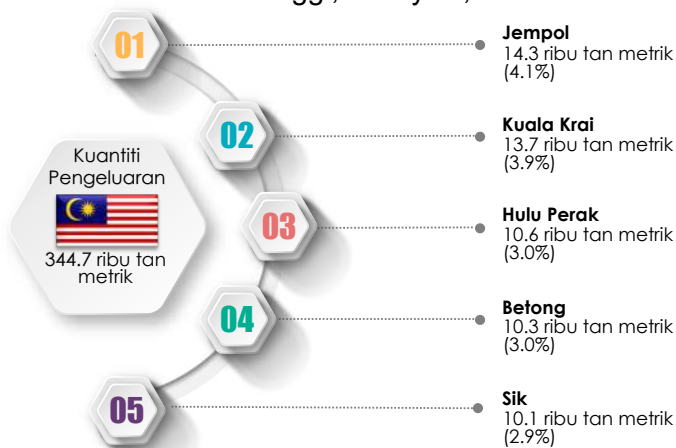 01
Jempol
14.3 ribu tan metrik
(4.1%)
02
Kuala Krai
13.7 ribu tan metrik
(3.9%)
Kuantiti
Pengeluaran
344.7 ribu tan
metrik
03
Hulu Perak
10.6 ribu tan metrik
(3.0%)
04
Betong
10.3 ribu tan metrik
(3.0%)
05
Sik
10.1 ribu tan metrik
(2.9%)